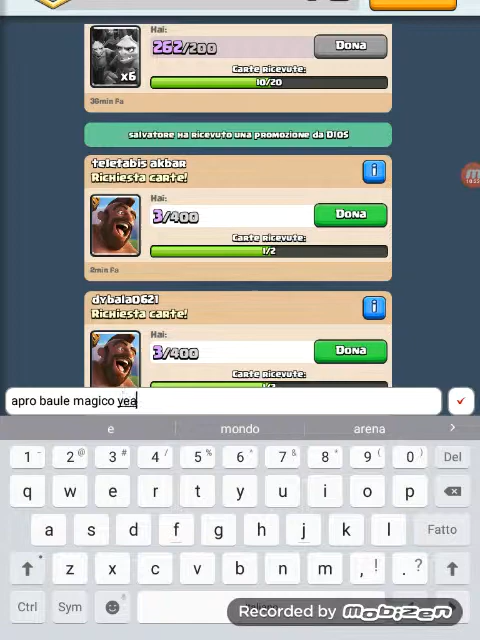 Hai:
262/200
Dona
x6
Carte Ricevute:
10/20
36min Fa
salvatore ha ricevuto una promozione da DIOS
teletabis akbar
Richiesta carte!
i
Hai:
3/400
Dona
Carte Ricevute:
1/2
2min Fa
dybala0621
Richiesta carte!
i
Hai:
3/400
Dona
Carte Ricevute:
apro baule magico yea
e mondo arena
1 - 2 @ 3 # 4 / 5 % 6 ^ 7 & 8 * 9 ( 0 ) Del
q w e r t y u i o p
a s d f g h j k l Fatto
z x c v b n m , ! . ?
Ctrl Sym
Recorded by mobizen